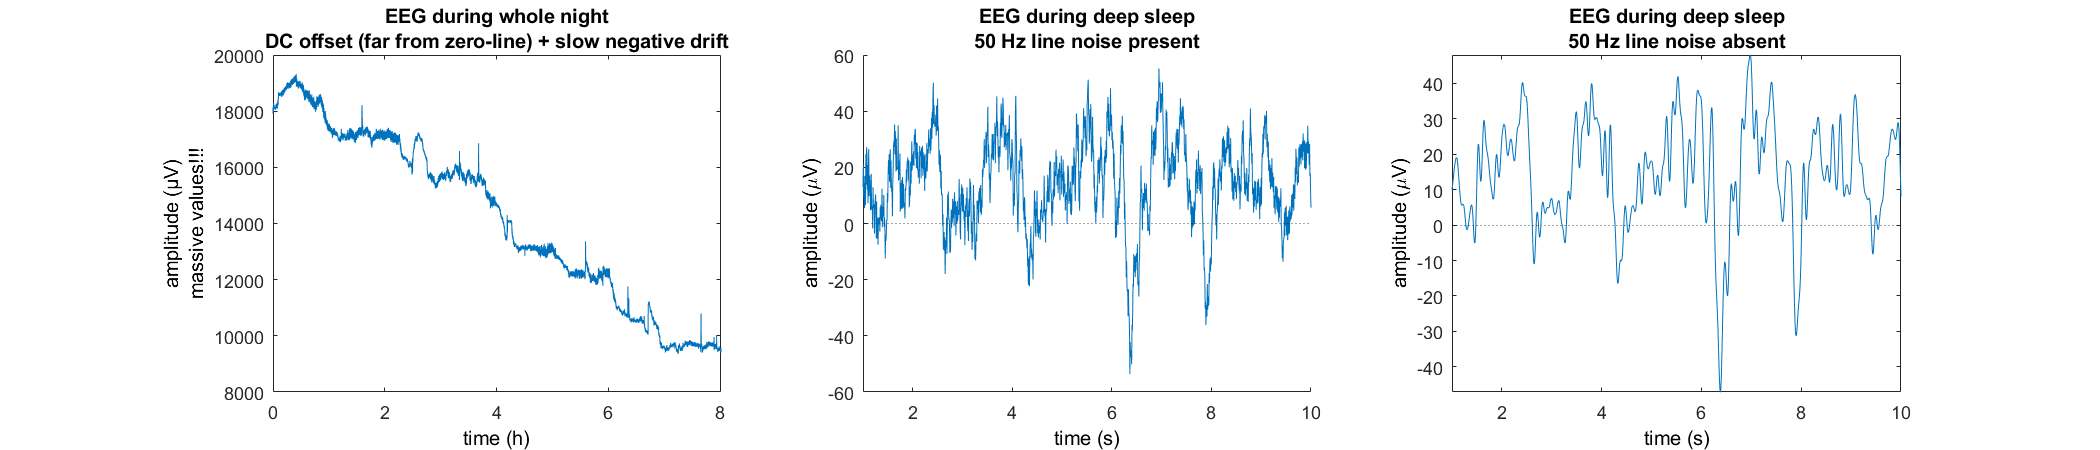 EEG during whole night
DC offset (far from zero-line) + slow negative drift
20000
18000
16000
14000
12000
10000
8000
amplitude (µV)
massive values!!!
0
2
4
6
8
time (h)
EEG during deep sleep
50 Hz line noise present
60
40
20
0
-20
-40
-60
amplitude (µV)
2
4
6
8
10
time (s)
EEG during deep sleep
50 Hz line noise absent
40
30
20
10
0
-10
-20
-30
-40
amplitude (µV)
2
4
6
8
10
time (s)